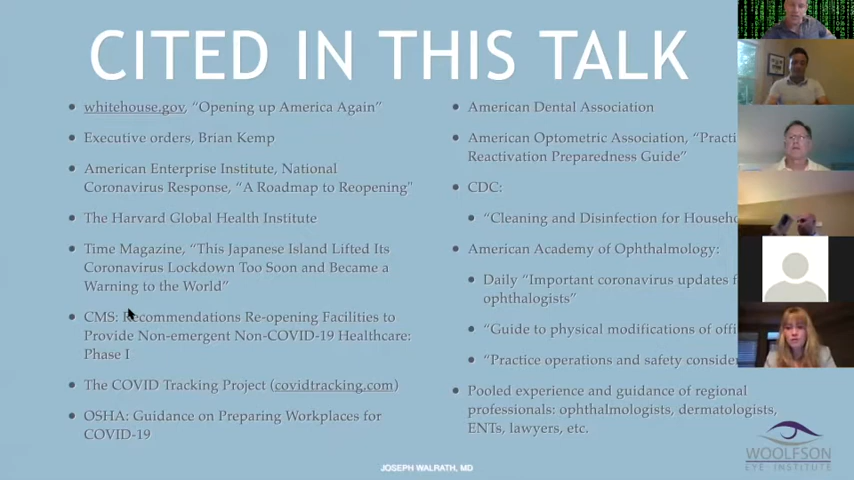 CITED IN THIS TALK
whitehouse.gov, “Opening up America Again”
Executive orders, Brian Kemp
American Enterprise Institute, National
Coronavirus Response, “A Roadmap to Reopening"
The Harvard Global Health Institute
Time Magazine, “This Japanese Island Lifted Its
Coronavirus Lockdown Too Soon and Became a
Warning to the World”
CMS: Recommendations Re-opening Facilities to
Provide Non-emergent Non-COVID-19 Healthcare:
Phase I
The COVID Tracking Project (covidtracking.com)
OSHA: Guidance on Preparing Workplaces for
COVID-19
American Dental Association
American Optometric Association, “Practi
Reactivation Preparedness Guide”
CDC:
“Cleaning and Disinfection for Househo
American Academy of Ophthalmology:
Daily “Important coronavirus updates f
ophthalogists”
“Guide to physical modifications of offi
“Practice operations and safety consider
Pooled experience and guidance of regional
professionals: ophthalmologists, dermatologists,
ENTs, lawyers, etc.
JOSEPH WALRATH, MD
WOOLFSON
EYE INSTITUTE